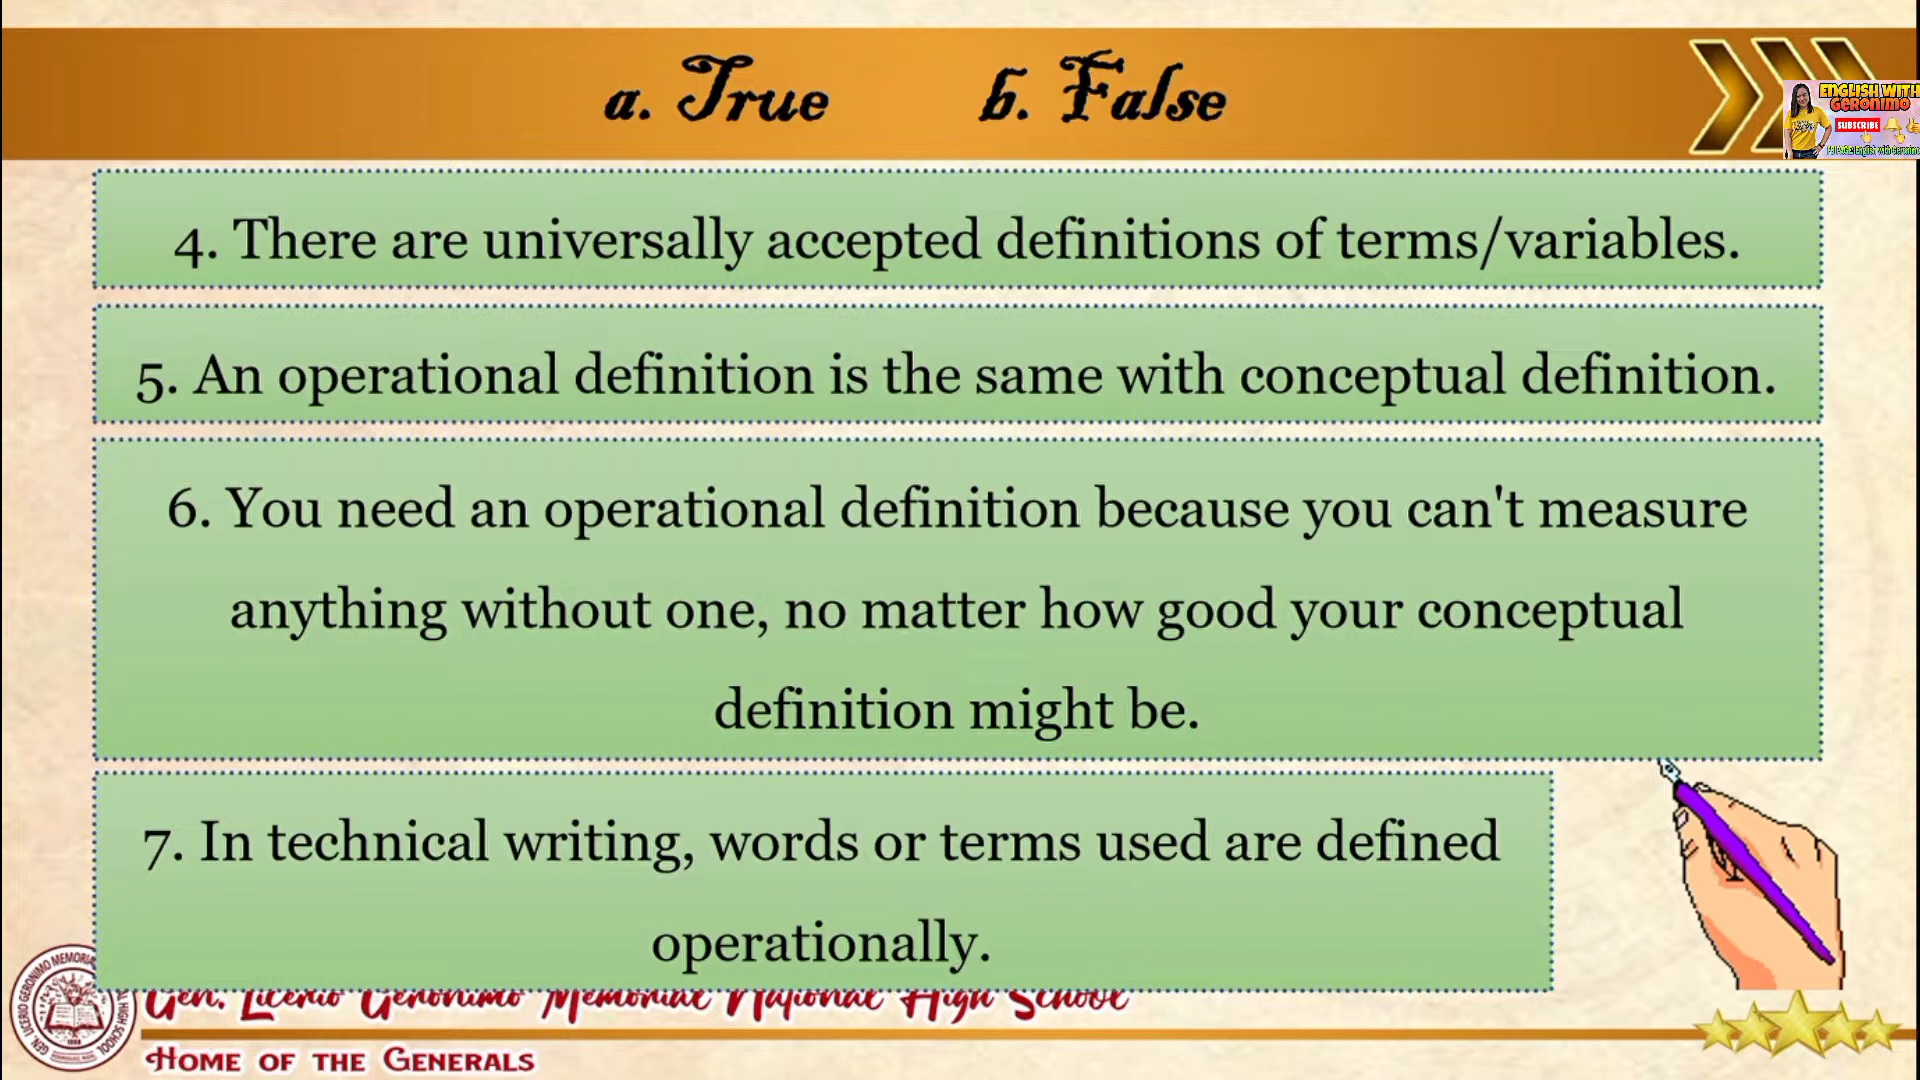 a. True b. False
ENGLISH WITH
GERONIMO
SUBSCRIBE
4. There are universally accepted definitions of terms/variables.
5. An operational definition is the same with conceptual definition.
6. You need an operational definition because you can't measure
anything without one, no matter how good your conceptual
definition might be.
7. In technical writing, words or terms used are defined
operationally.
Gen. Licerio Geronimo Memorial National High School
HOME OF THE GENERALS